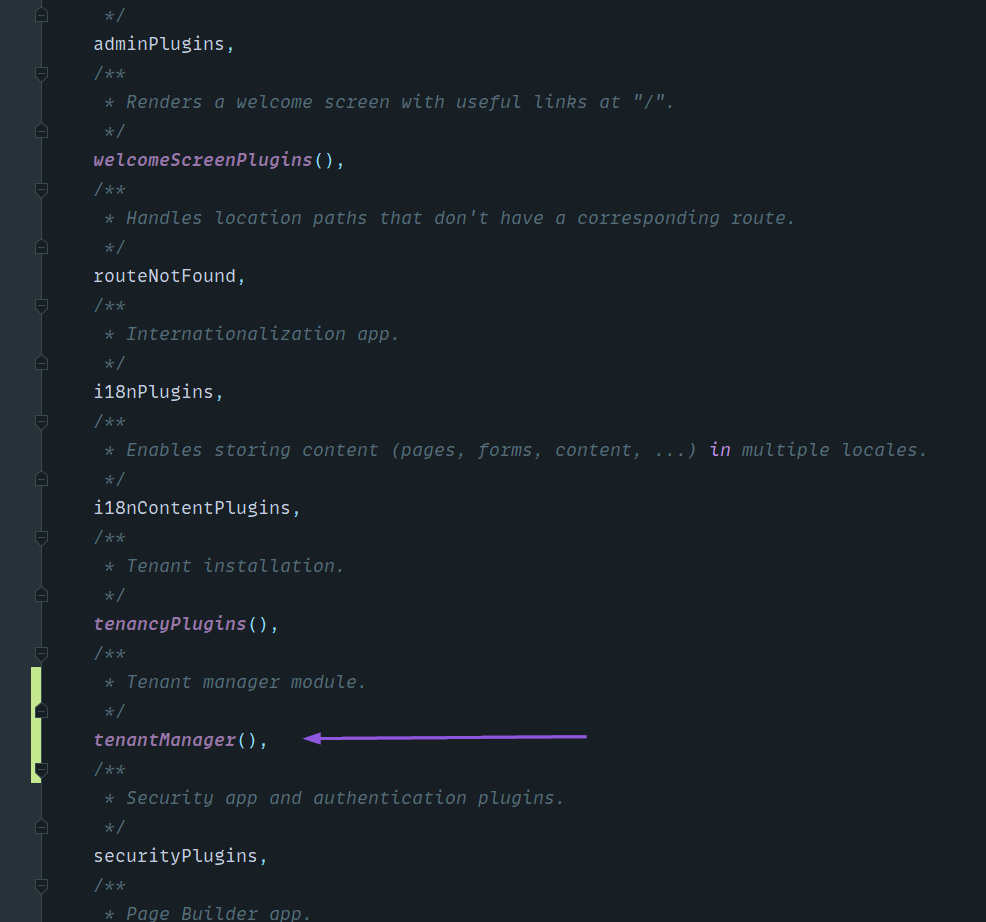 */
adminPlugins,
/**
* Renders a welcome screen with useful links at "/".
*/
welcomeScreenPlugins(),
/**
* Handles location paths that don't have a corresponding route.
*/
routeNotFound,
/**
* Internationalization app.
*/
i18nPlugins,
/**
* Enables storing content (pages, forms, content, ...) in multiple locales.
*/
i18nContentPlugins,
/**
* Tenant installation.
*/
tenancyPlugins(),
/**
* Tenant manager module.
*/
tenantManager(),
/**
* Security app and authentication plugins.
*/
securityPlugins,
/**
* Page Builder app.